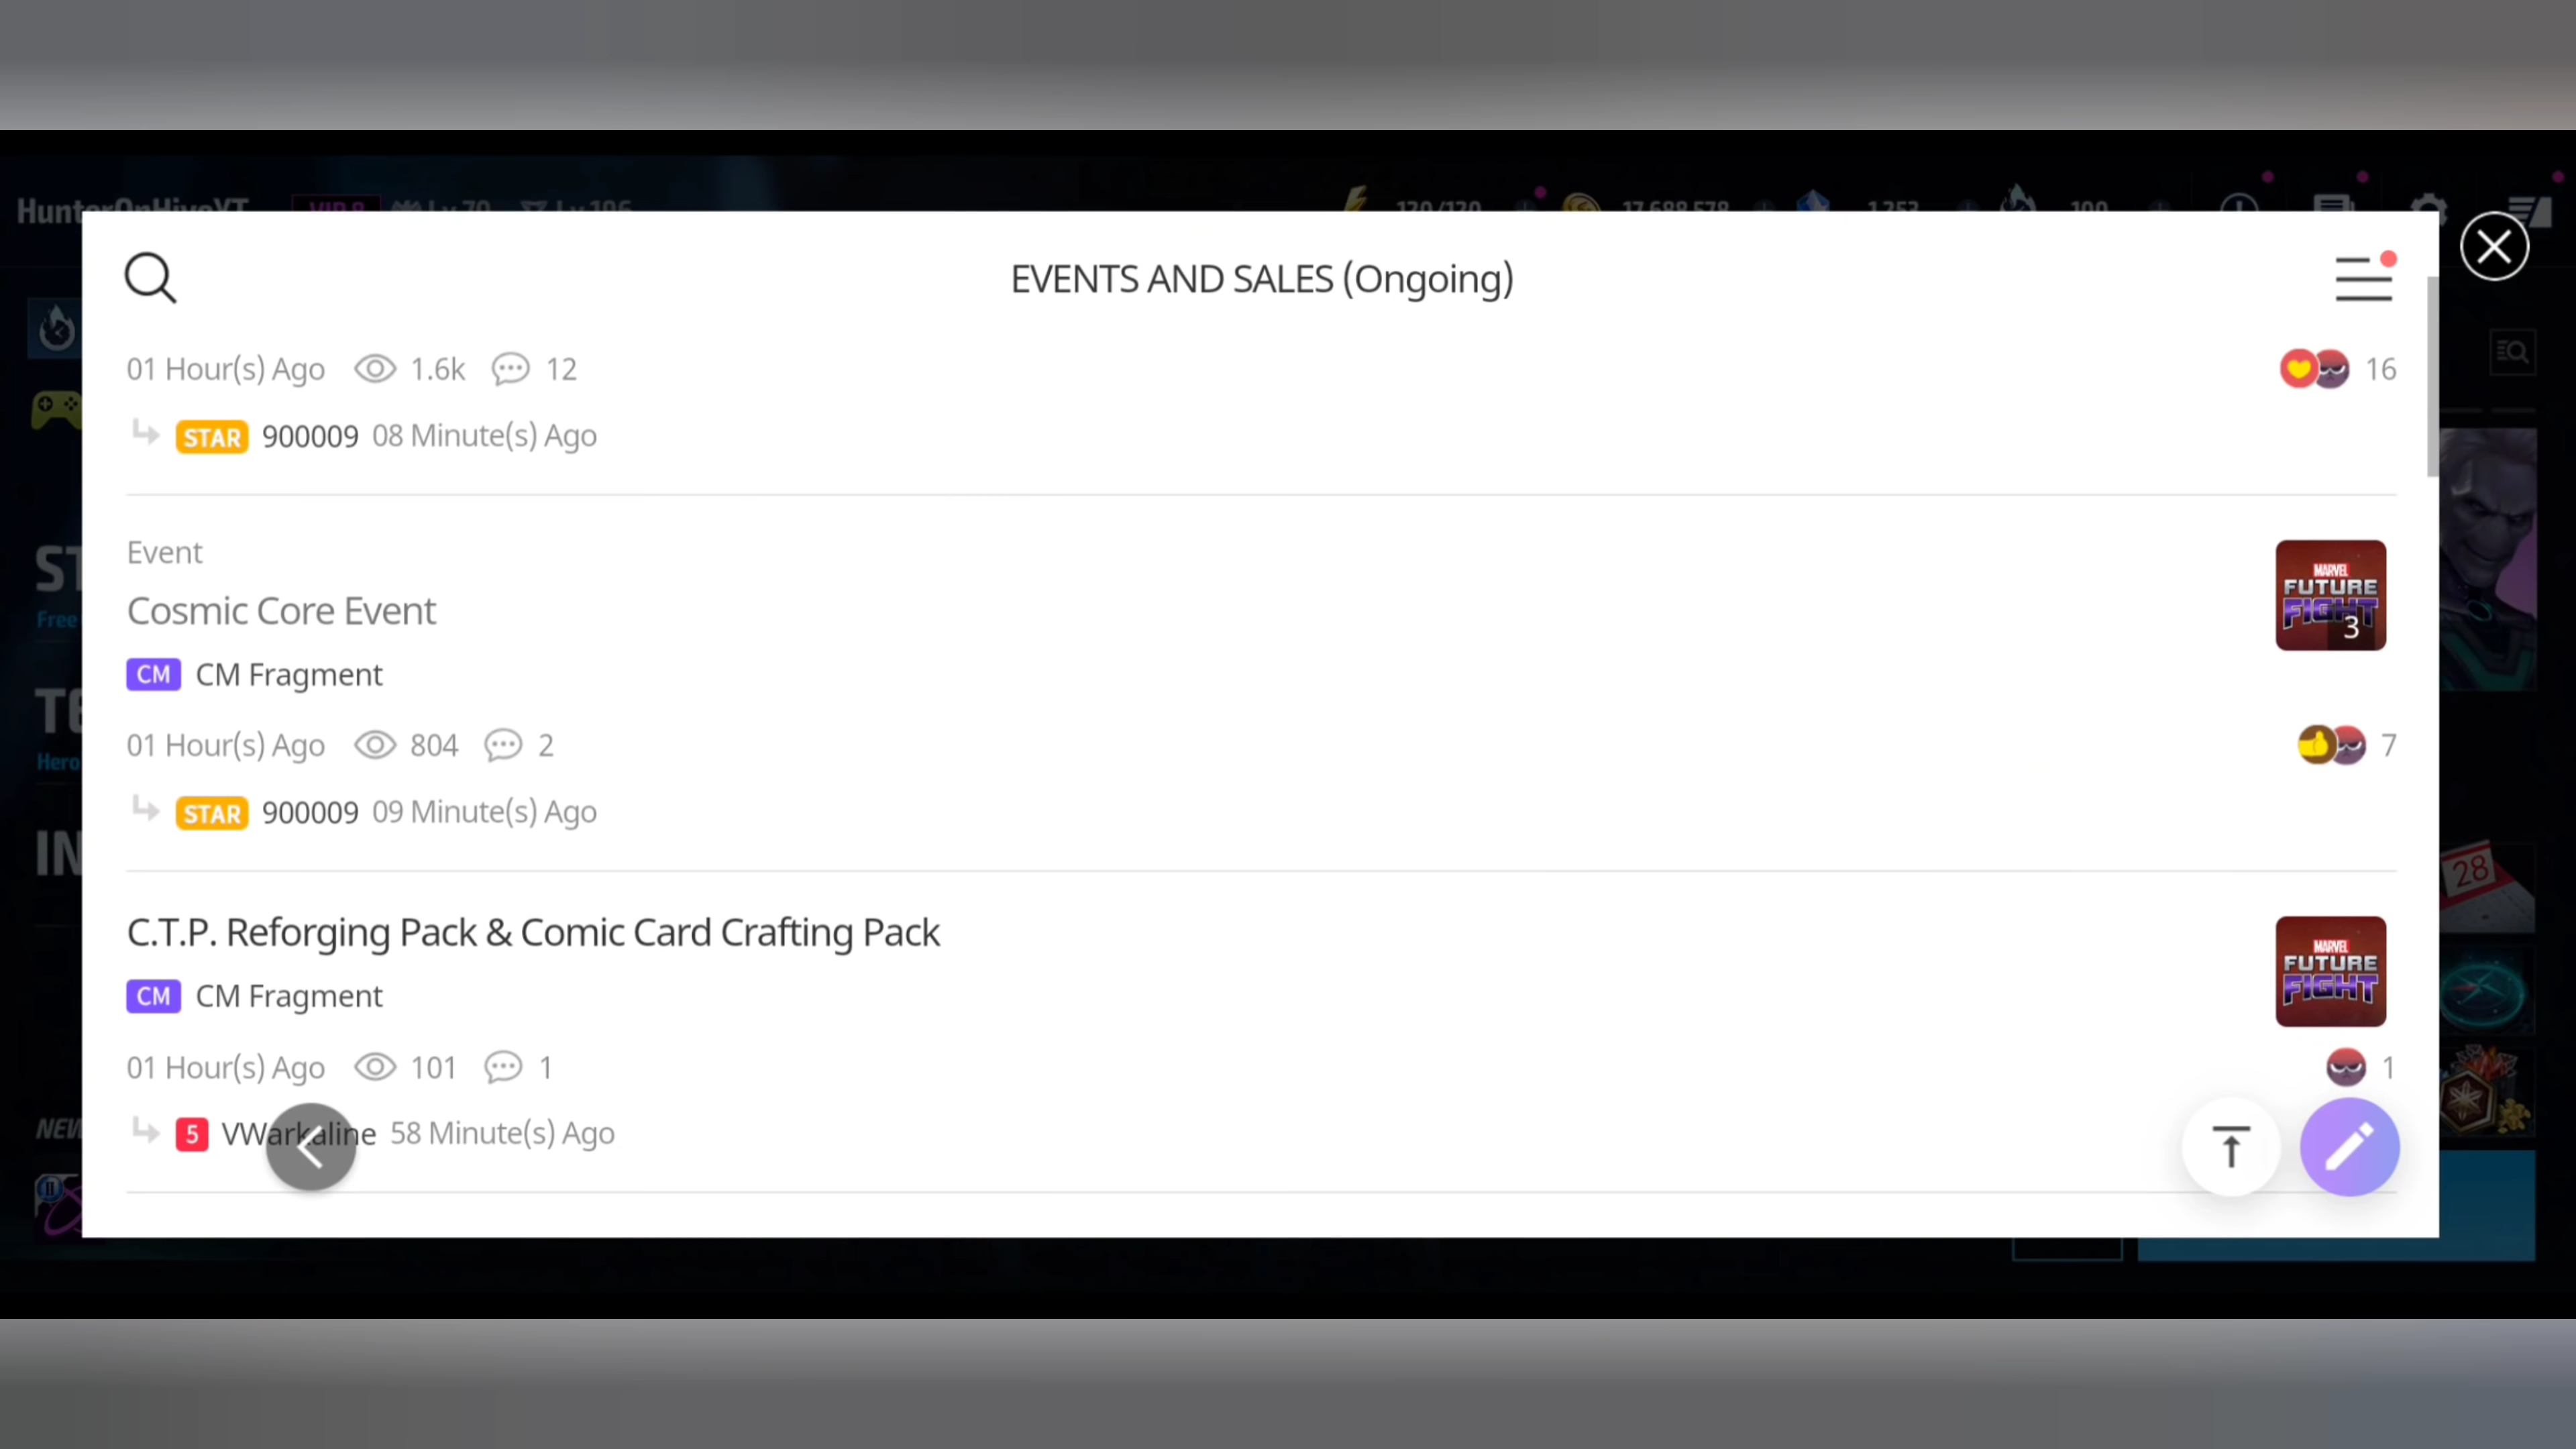 EVENTS AND SALES (Ongoing)
01 Hour(s) Ago 1.6k 12 16
STAR 900009 08 Minute(s) Ago
Event
Cosmic Core Event
MARVEL
FUTURE
FIGHT
3
CM CM Fragment
01 Hour(s) Ago 804 2 7
STAR 900009 09 Minute(s) Ago
C.T.P. Reforging Pack & Comic Card Crafting Pack
MARVEL
FUTURE
FIGHT
CM CM Fragment
01 Hour(s) Ago 101 1 1
5 VWarkaline 58 Minute(s) Ago
Free
28